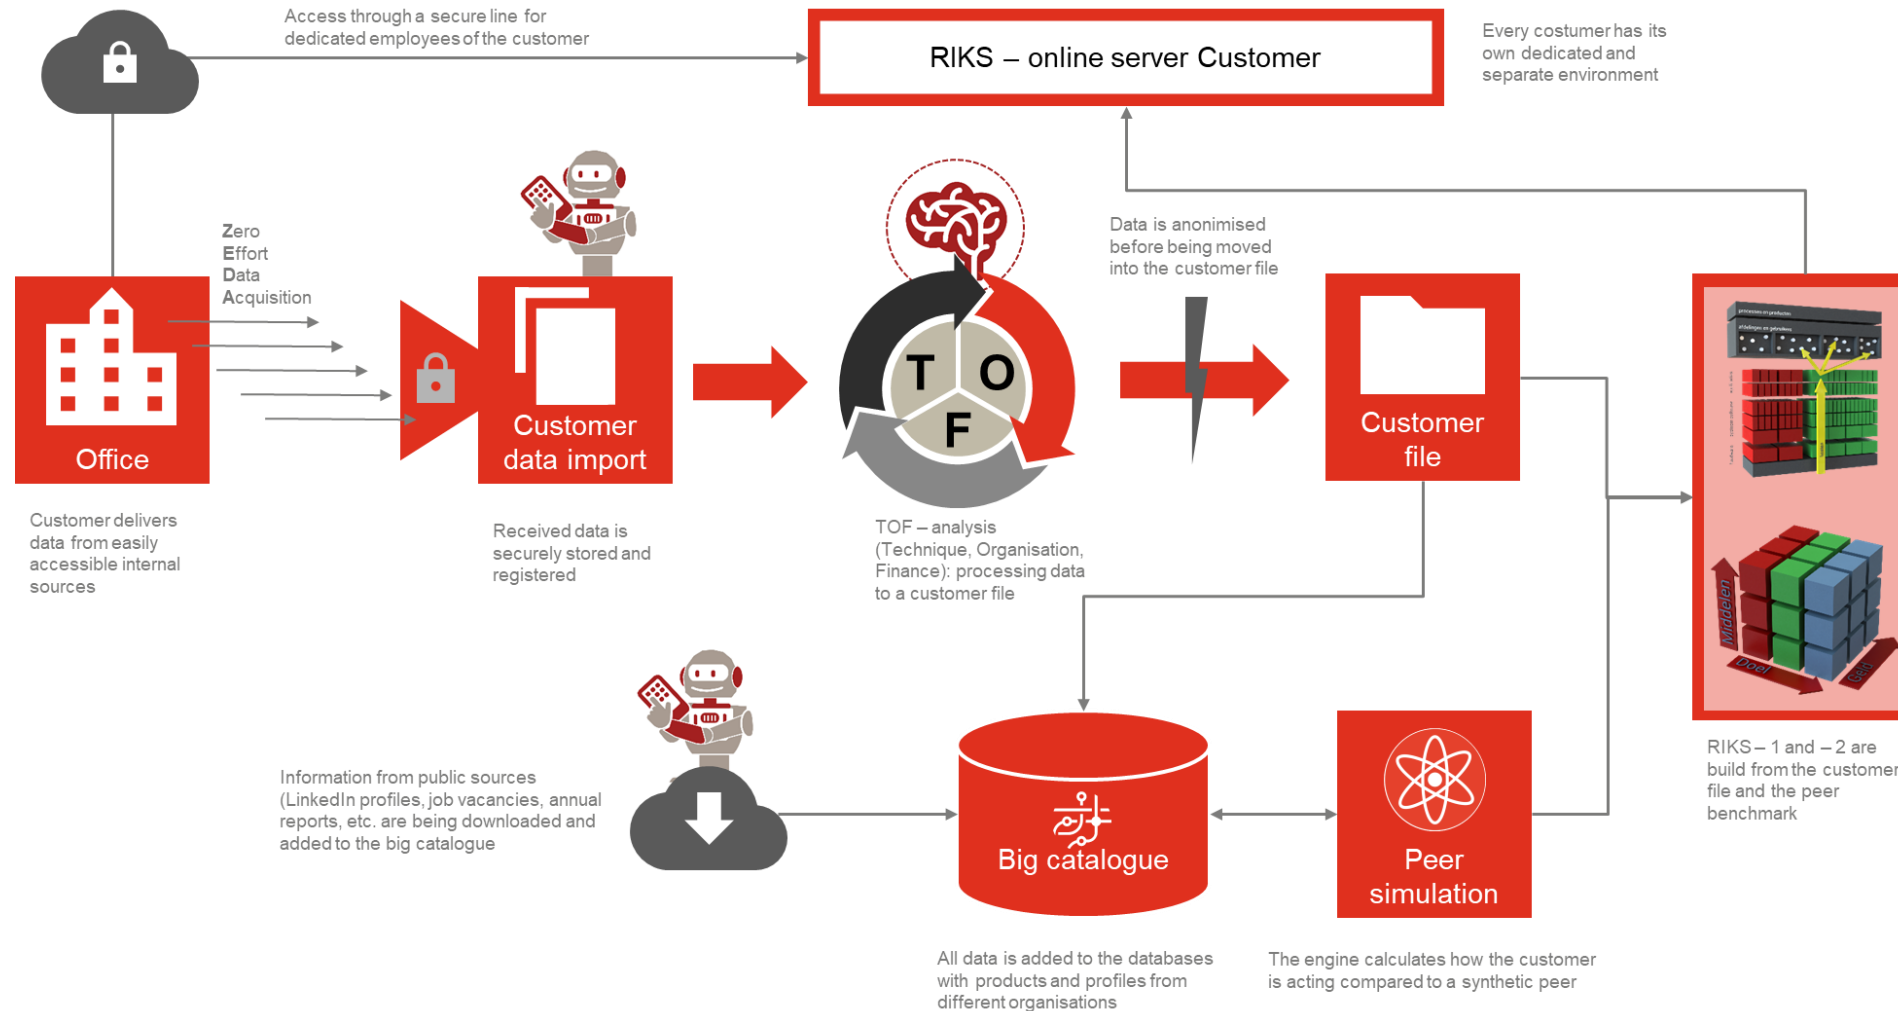 Access through a secure line for
dedicated employees of the customer
RIKS – online server Customer
Every costumer has its
own dedicated and
separate environment
Zero
Effort
Data
Acquisition
Data is anonimised
before being moved
into the customer file
Office
Customer
data import
T O
F
Customer
file
processen en producten
afdelingen en gebruikers
Customer delivers
data from easily
accessible internal
sources
Received data is
securely stored and
registered
TOF – analysis
(Technique, Organisation,
Finance): processing data
to a customer file
Middelen
Doel
Geld
Information from public sources
(LinkedIn profiles, job vacancies, annual
reports, etc. are being downloaded and
added to the big catalogue
Big catalogue
Peer
simulation
RIKS – 1 and – 2 are
build from the customer
file and the peer
benchmark
All data is added to the databases
with products and profiles from
different organisations
The engine calculates how the customer
is acting compared to a synthetic peer